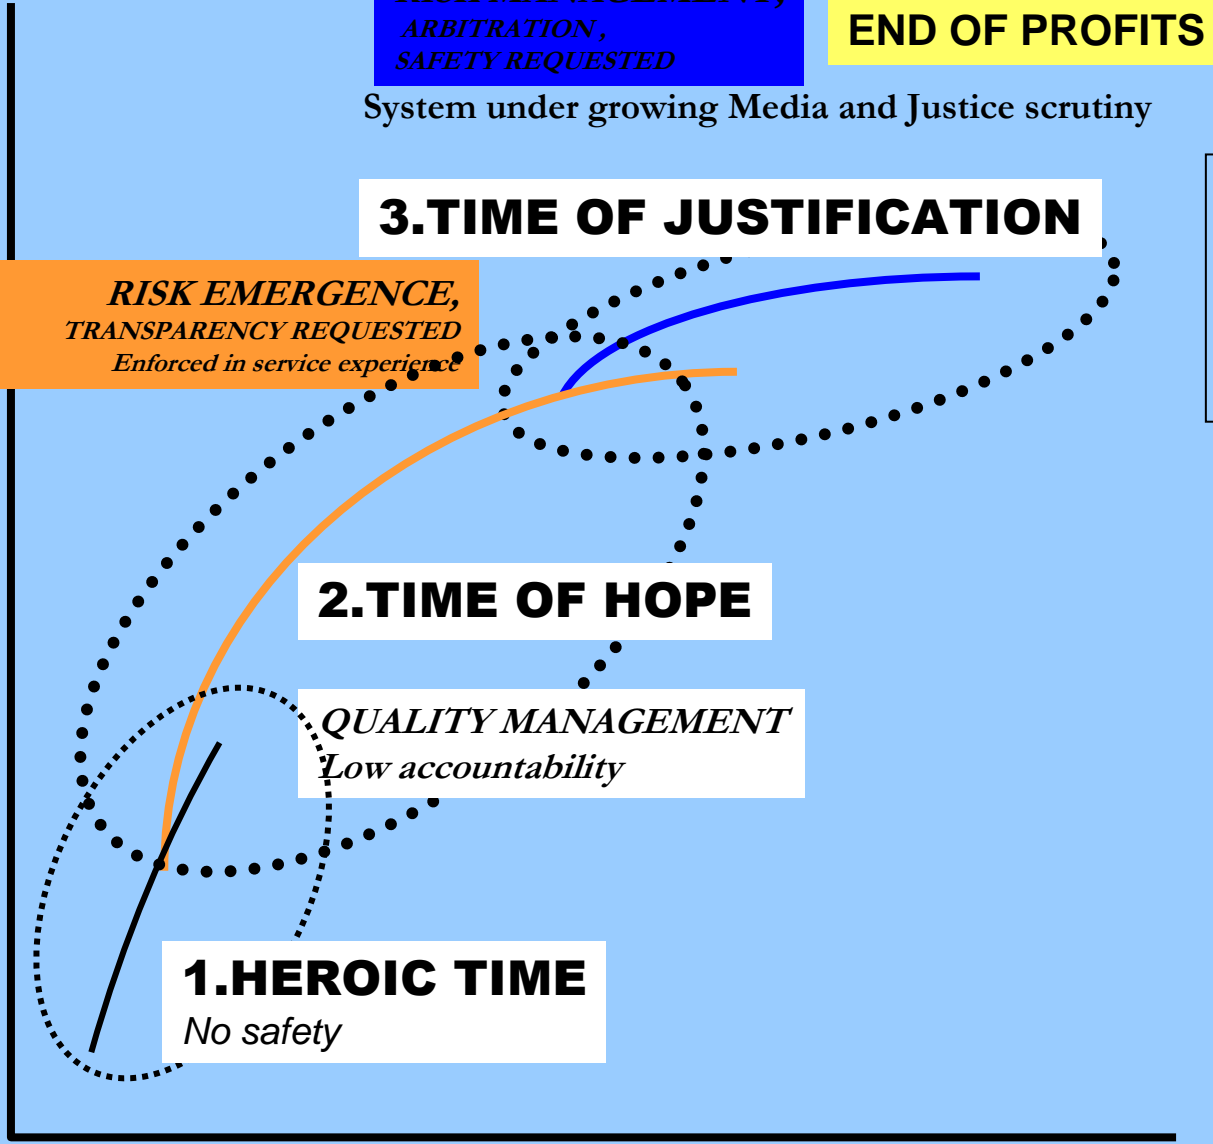 RISK MANAGEMENT,
ARBITRATION ,
SAFETY REQUESTED
END OF PROFITS
System under growing Media and Justice scrutiny
3.TIME OF JUSTIFICATION
RISK EMERGENCE,
TRANSPARENCY REQUESTED
Enforced in service experience
2.TIME OF HOPE
QUALITY MANAGEMENT
Low accountability
1.HEROIC TIME
No safety